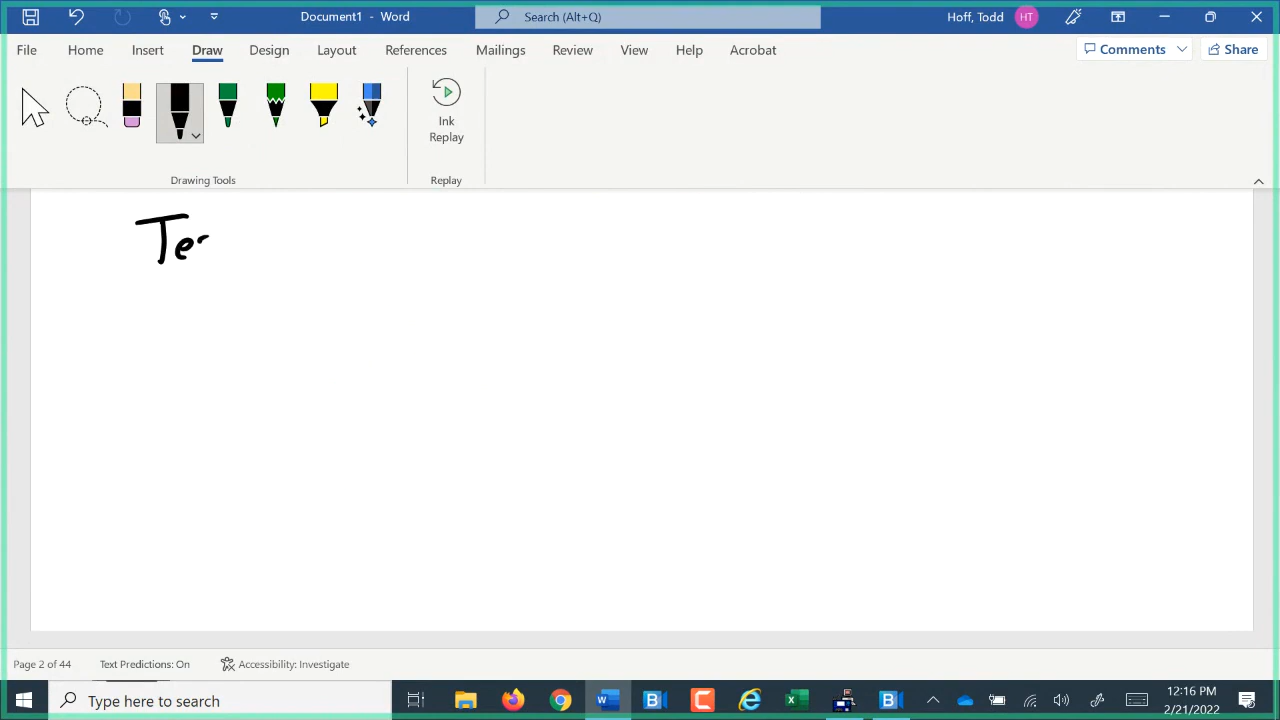 Document1 - Word
Search (Alt+Q)
Hoff, Todd
HT
File Home Insert Draw Design Layout References Mailings Review View Help Acrobat
Comments Share
Ink
Replay
Drawing Tools
Replay
Ter
Page 2 of 44 Text Predictions: On Accessibility: Investigate
Type here to search
12:16 PM
2/21/2022